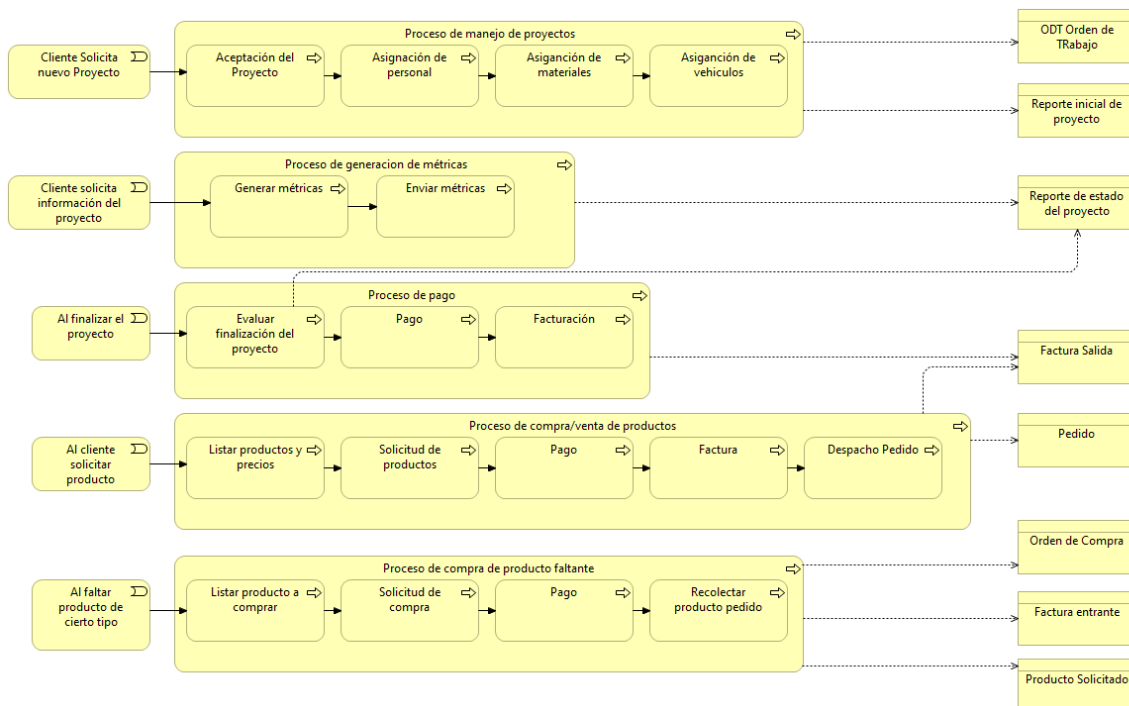 Proceso de manejo de proyectos
Cliente Solicita
nuevo Proyecto
Aceptación del
Proyecto
Asignación de
personal
Asigancción de
materiales
Asiganción de
vehiculos
ODT Orden de
TRabajo
Reporte inicial de
proyecto
Proceso de generacion de métricas
Cliente solicita
información del
proyecto
Generar métricas
Enviar métricas
Reporte de estado
del proyecto
Proceso de pago
Al finalizar el
proyecto
Evaluar
finalización del
proyecto
Pago
Facturación
Factura Salida
Proceso de compra/venta de productos
Al cliente
solicitar
producto
Listar productos y
precios
Solicitud de
productos
Pago
Factura
Despacho Pedido
Pedido
Proceso de compra de producto faltante
Al faltar
producto de
cierto tipo
Listar producto a
comprar
Solicitud de
compra
Pago
Recolectar
producto pedido
Orden de Compra
Factura entrante
Producto Solicitado